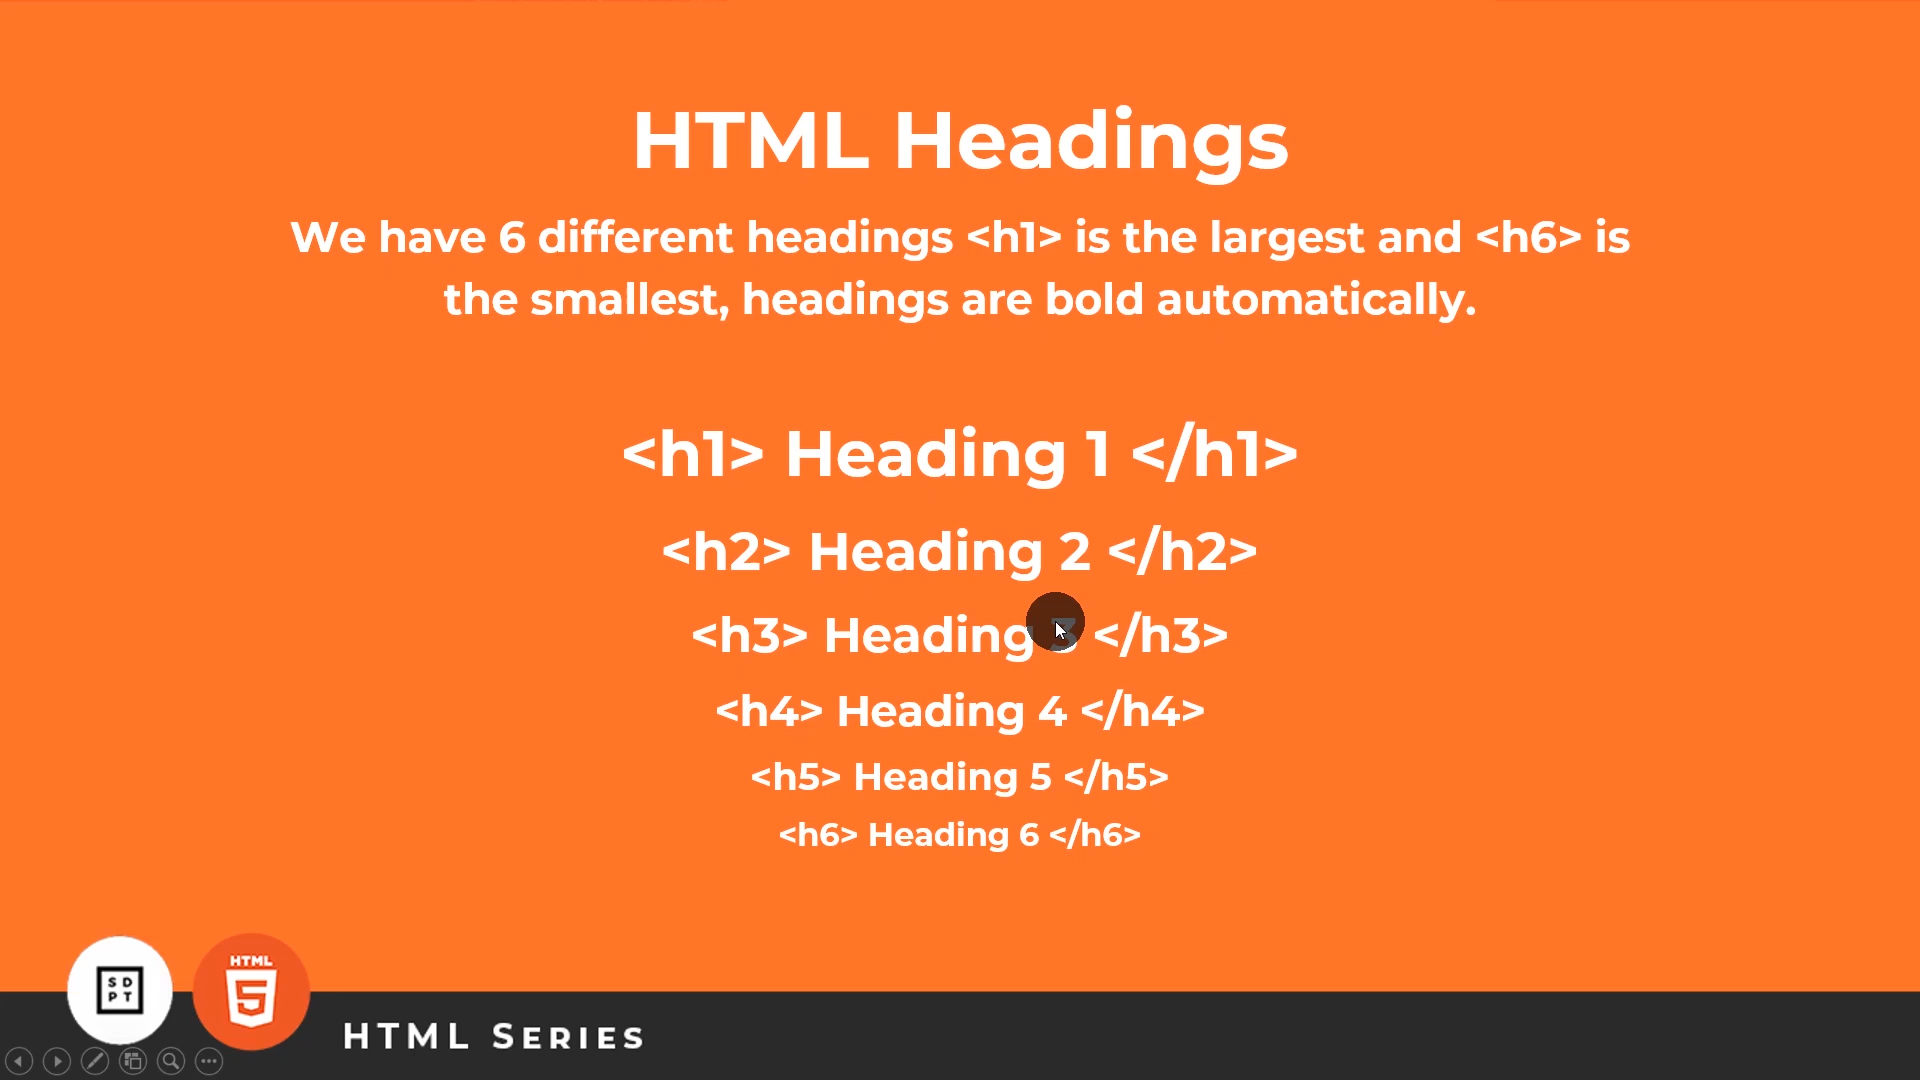 HTML Headings
We have 6 different headings <h1> is the largest and <h6> is
the smallest, headings are bold automatically.
<h1> Heading 1 </h1>
<h2> Heading 2 </h2>
<h3> Heading 3 </h3>
<h4> Heading 4 </h4>
<h5> Heading 5 </h5>
<h6> Heading 6 </h6>
S D
P T
HTML
5
HTML SERIES